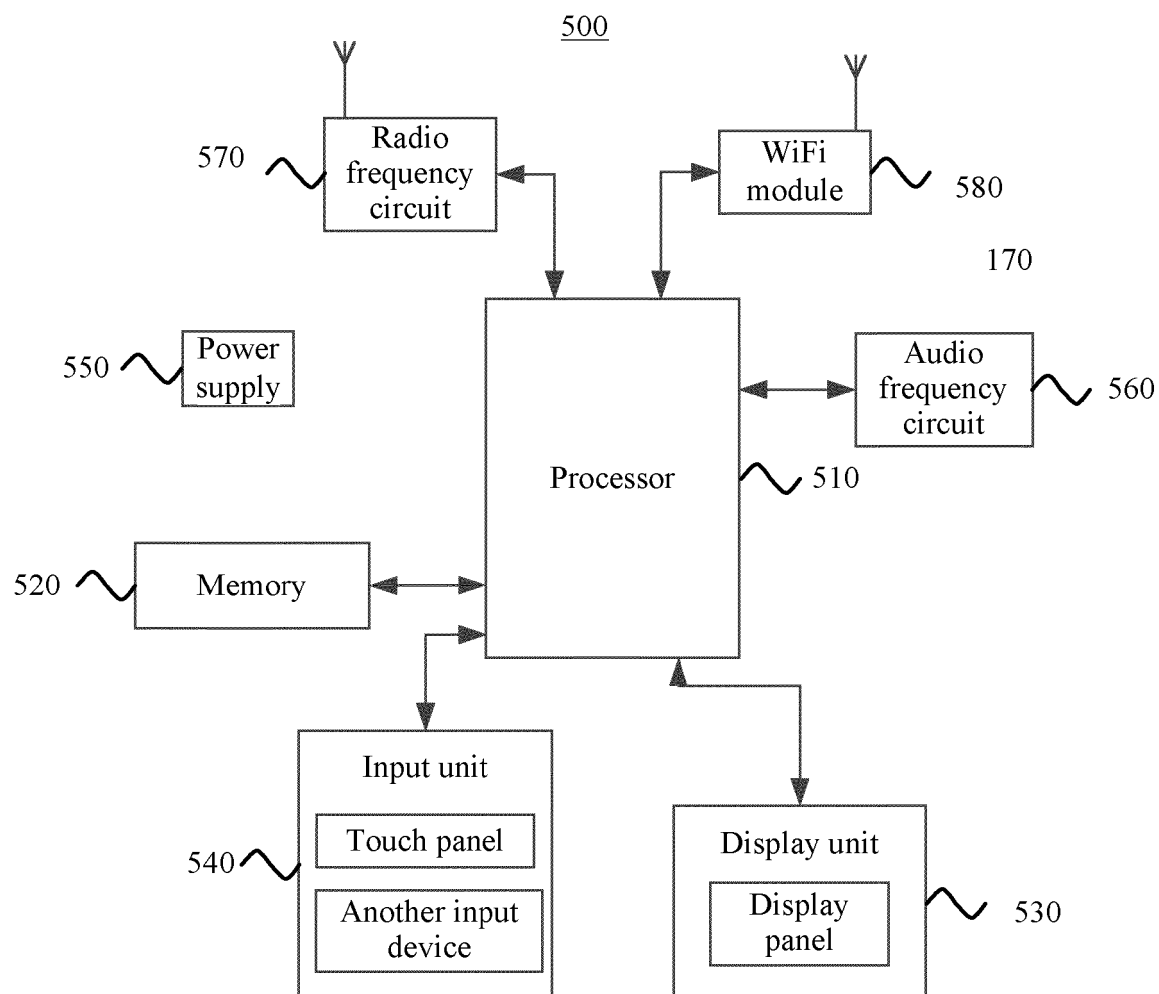 500
570
Radio
frequency
circuit
WiFi
module
580
170
550
Power
supply
Audio
frequency
circuit
560
Processor
510
520
Memory
Input unit
Touch panel
540
Another input
device
Display unit
Display
panel
530